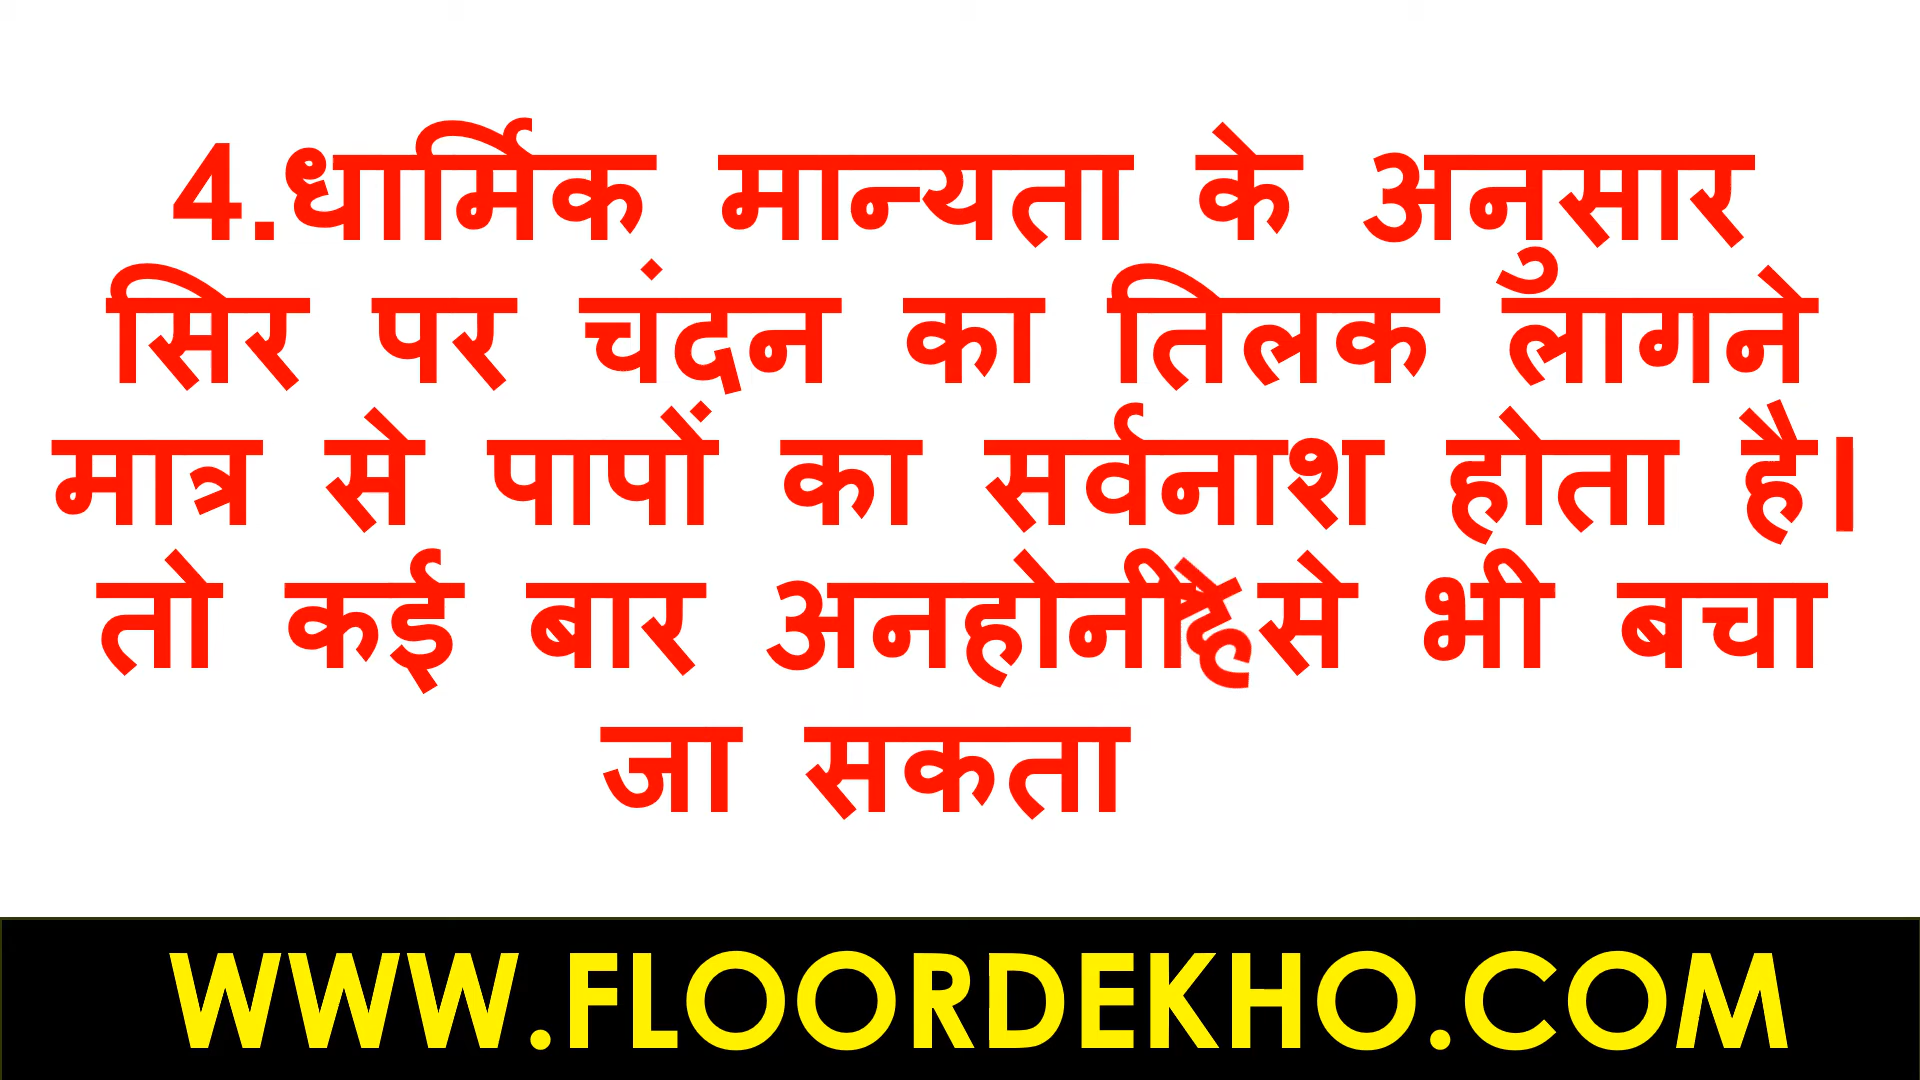 4.धार्मिक मान्यता के अनुसार
सिर पर चंदन का तिलक लागने
मात्र से पापों का सर्वनाश होता है।
तो कई बार अनहोनी है से भी बचा
जा सकता
WWW.FLOORDEKHO.COM